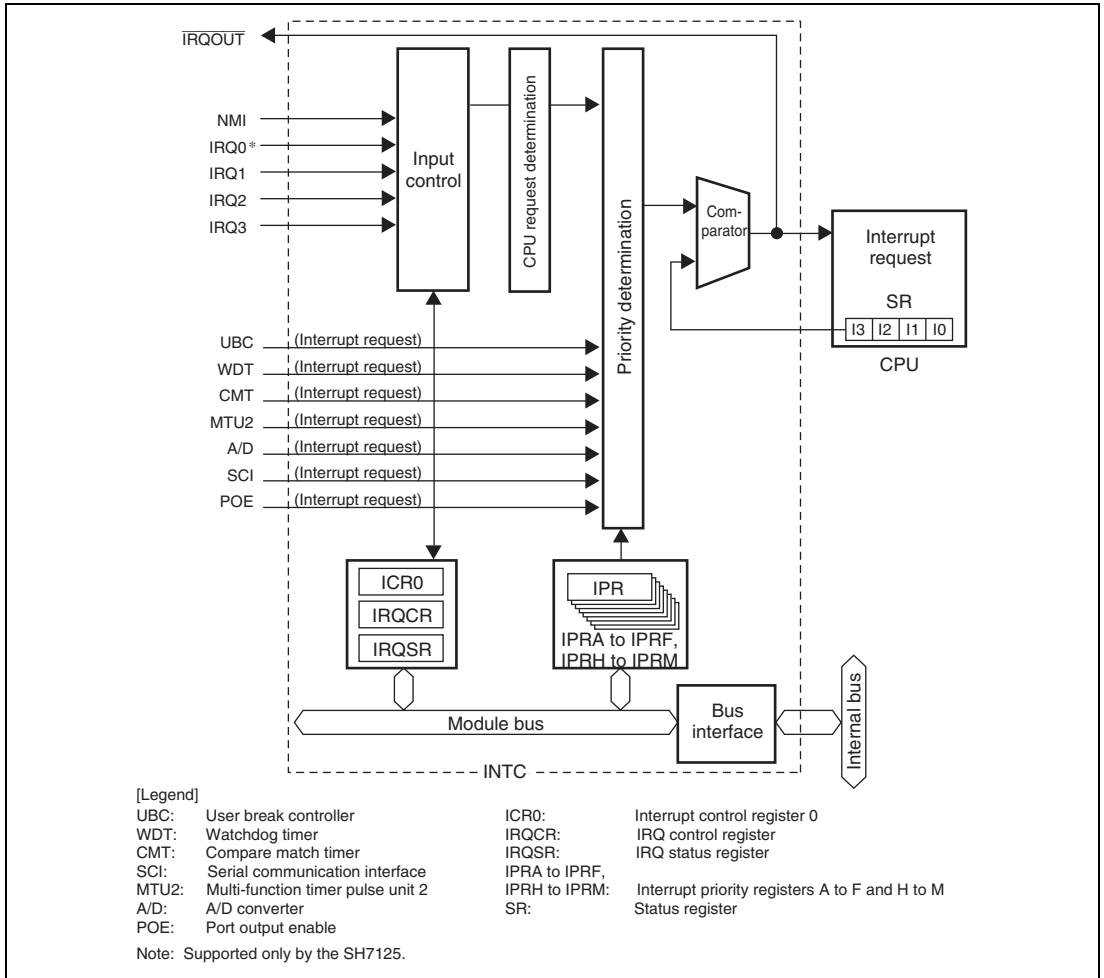 IRQOUT
NMI
IRQ0*
IRQ1
IRQ2
IRQ3
Input
control
CPU request determination
Priority determination
Com-
parator
Interrupt
request
SR
I3 I2 I1 I0
CPU
UBC (Interrupt request)
WDT (Interrupt request)
CMT (Interrupt request)
MTU2 (Interrupt request)
A/D (Interrupt request)
SCI (Interrupt request)
POE (Interrupt request)
ICR0
IRQCR
IRQSR
IPR
IPRA to IPRF,
IPRH to IPRM
Module bus
Bus
interface
Internal bus
INTC
[Legend]
UBC: User break controller
WDT: Watchdog timer
CMT: Compare match timer
SCI: Serial communication interface
MTU2: Multi-function timer pulse unit 2
A/D: A/D converter
POE: Port output enable
ICR0: Interrupt control register 0
IRQCR: IRQ control register
IRQSR: IRQ status register
IPRA to IPRF,
IPRH to IPRM: Interrupt priority registers A to F and H to M
SR: Status register
Note: Supported only by the SH7125.